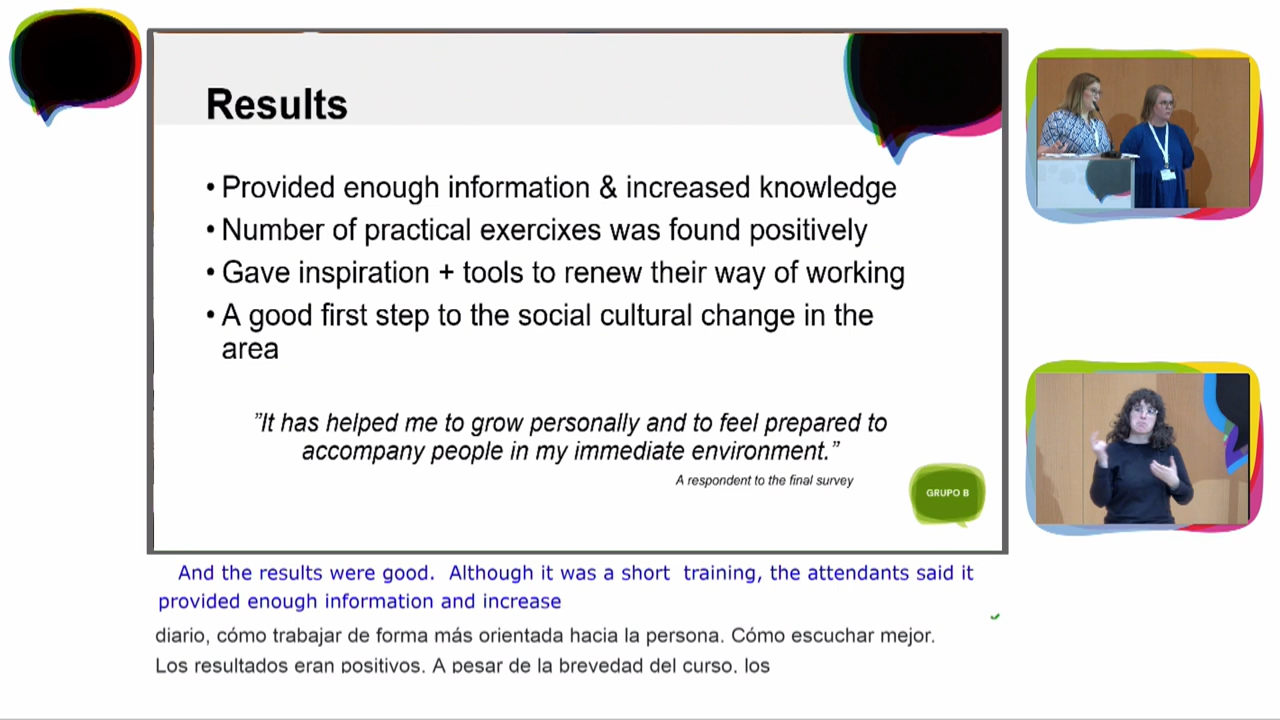 Results
• Provided enough information & increased knowledge
• Number of practical exercixes was found positively
• Gave inspiration + tools to renew their way of working
• A good first step to the social cultural change in the
area
”It has helped me to grow personally and to feel prepared to
accompany people in my immediate environment.”
A respondent to the final survey
GRUPO B
And the results were good. Although it was a short training, the attendants said it
provided enough information and increase
diario, cómo trabajar de forma más orientada hacia la persona. Cómo escuchar mejor.
Los resultados eran positivos. A pesar de la brevedad del curso, los